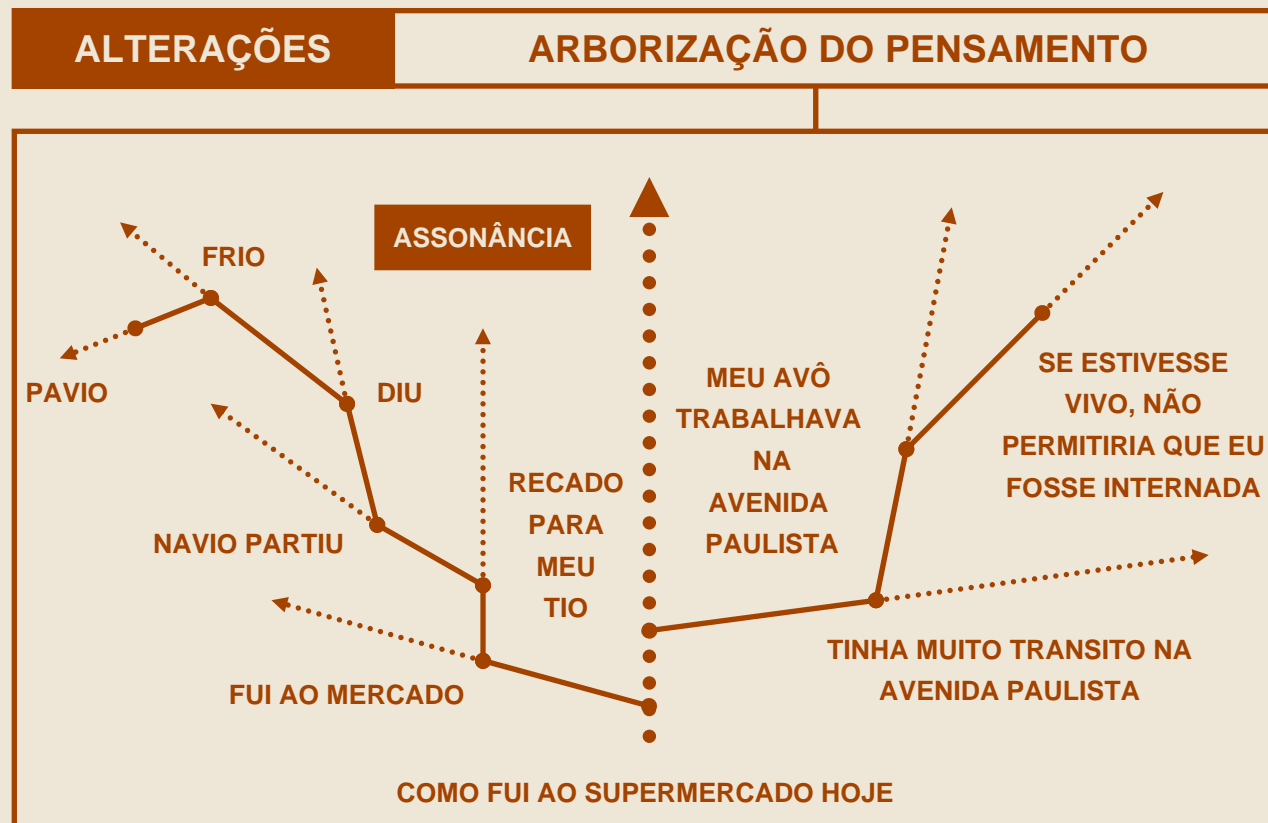 ALTERAÇÕES
ARBORIZAÇÃO DO PENSAMENTO
ASSONÂNCIA
FRIO
PAVIO
DIU
NAVIO PARTIU
RECADO
PARA
MEU
TIO
FUI AO MERCADO
MEU AVÔ
TRABALHAVA
NA
AVENIDA
PAULISTA
SE ESTIVESSE
VIVO, NÃO
PERMITIRIA QUE EU
FOSSE INTERNADA
TINHA MUITO TRANSITO NA
AVENIDA PAULISTA
COMO FUI AO SUPERMERCADO HOJE